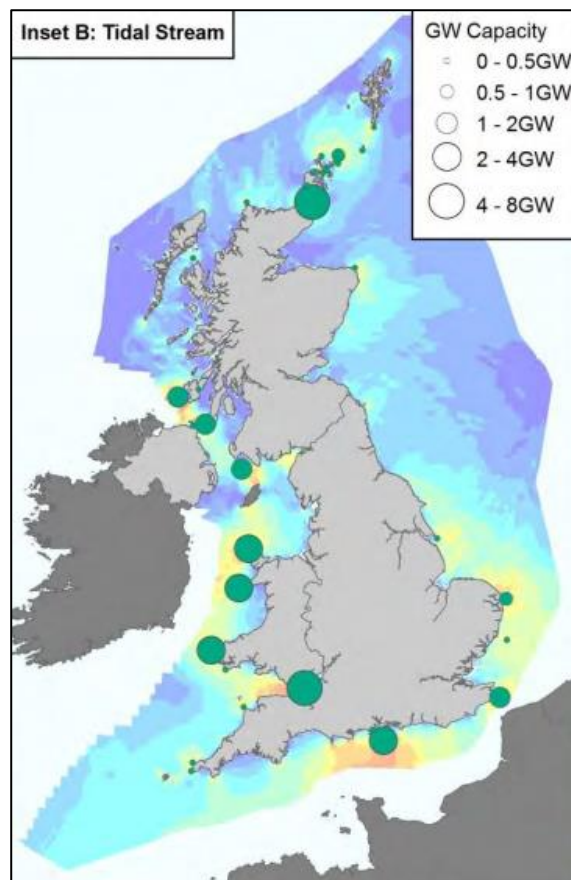 Inset B: Tidal Stream
GW Capacity
0 - 0.5GW
0.5 - 1GW
1 - 2GW
2 - 4GW
4 - 8GW